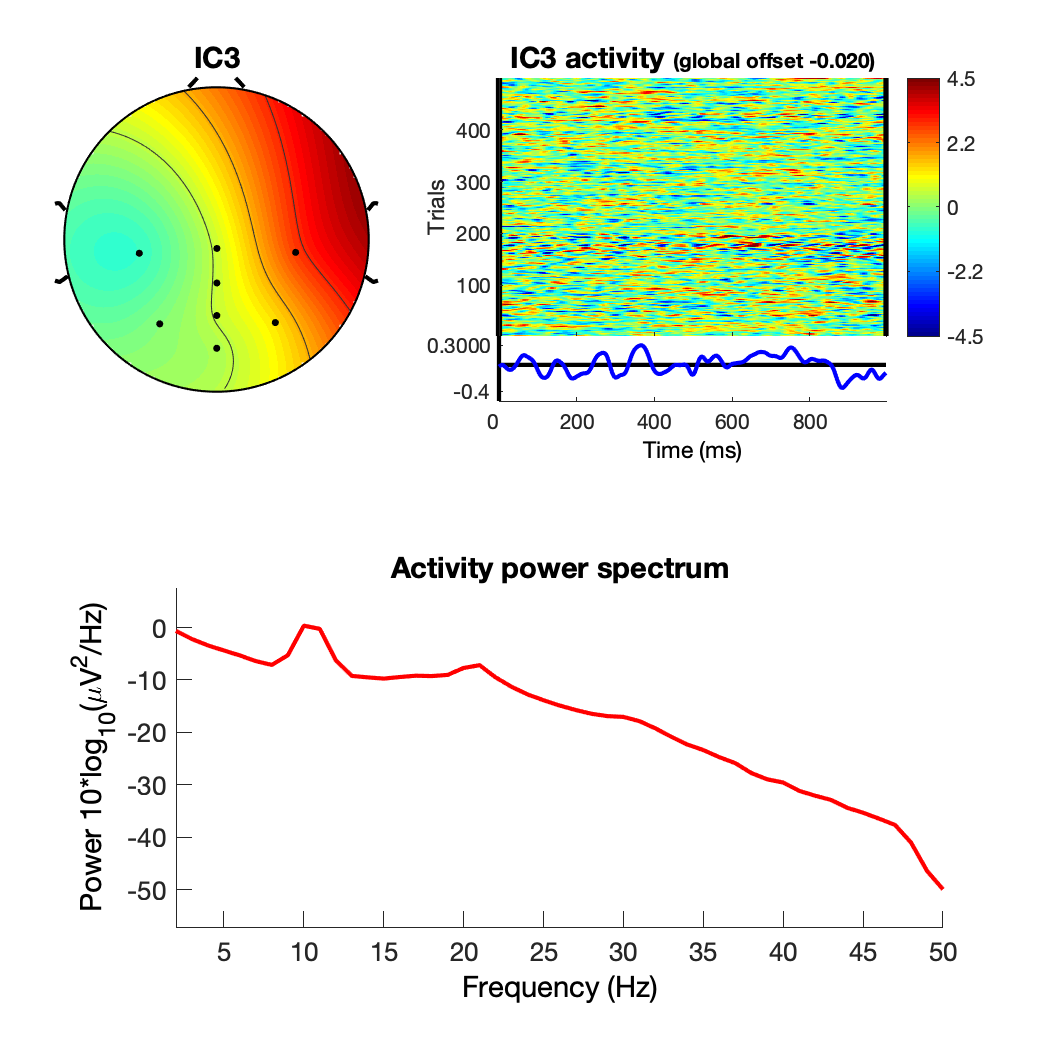 IC3
IC3 activity (global offset -0.020)
Trials
400
300
200
100
4.5
2.2
0
-2.2
-4.5
0.3000
-0.4
0 200 400 600 800
Time (ms)
Activity power spectrum
Power 10*log10(μV2/Hz)
0
-10
-20
-30
-40
-50
5 10 15 20 25 30 35 40 45 50
Frequency (Hz)